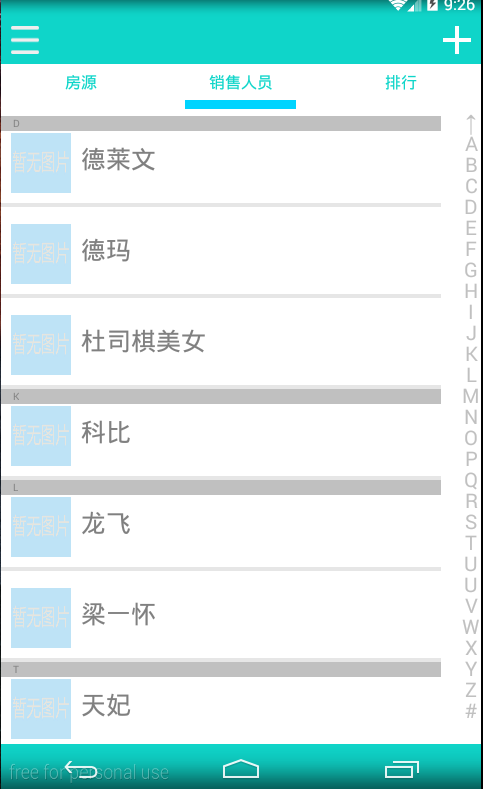 9:26
房源 销售人员 排行
D
暂无图片 德莱文
暂无图片 德玛
暂无图片 杜司棋美女
K
暂无图片 科比
L
暂无图片 龙飞
暂无图片 梁一怀
T
暂无图片 天妃
↑
A
B
C
D
E
F
G
H
I
J
K
L
M
N
O
P
Q
R
S
T
U
U
V
W
X
Y
Z
#
free for personal use